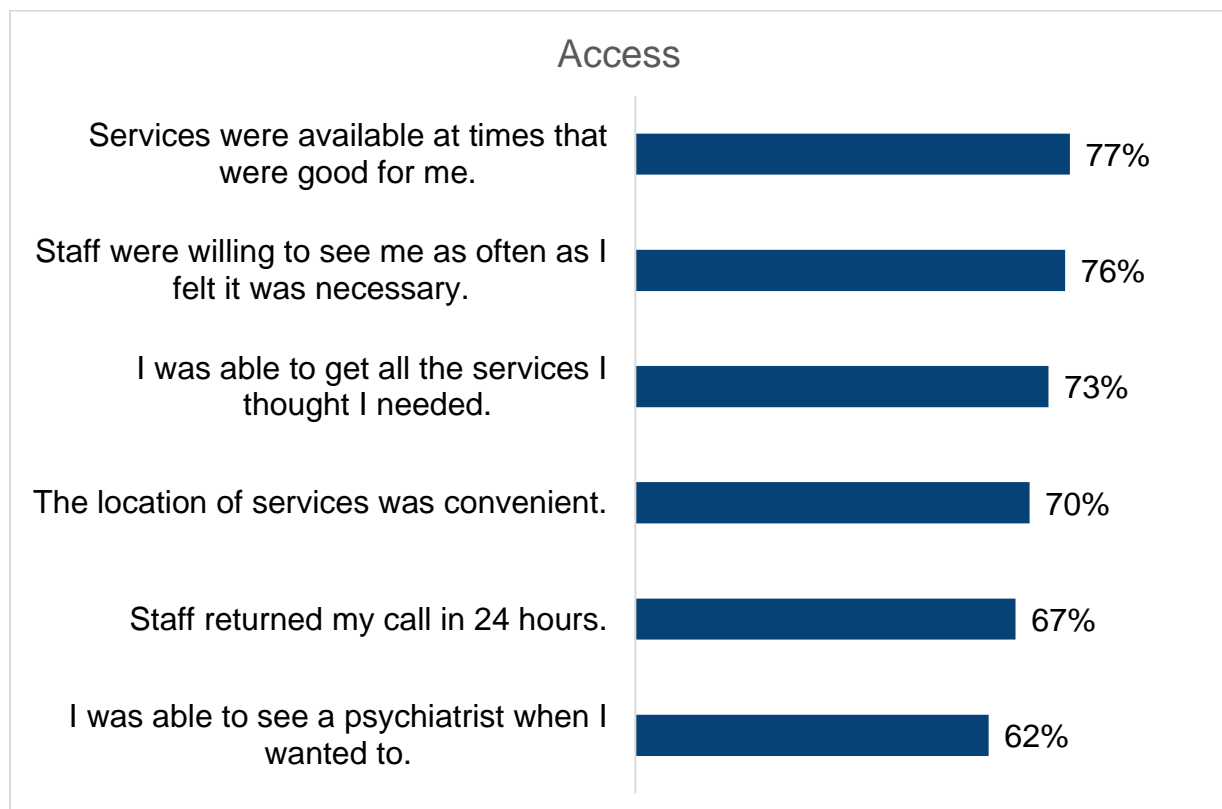 Access
Services were available at times that
were good for me.
77%
Staff were willing to see me as often as I
felt it was necessary.
76%
I was able to get all the services I
thought I needed.
73%
The location of services was convenient.
70%
Staff returned my call in 24 hours.
67%
I was able to see a psychiatrist when I
wanted to.
62%